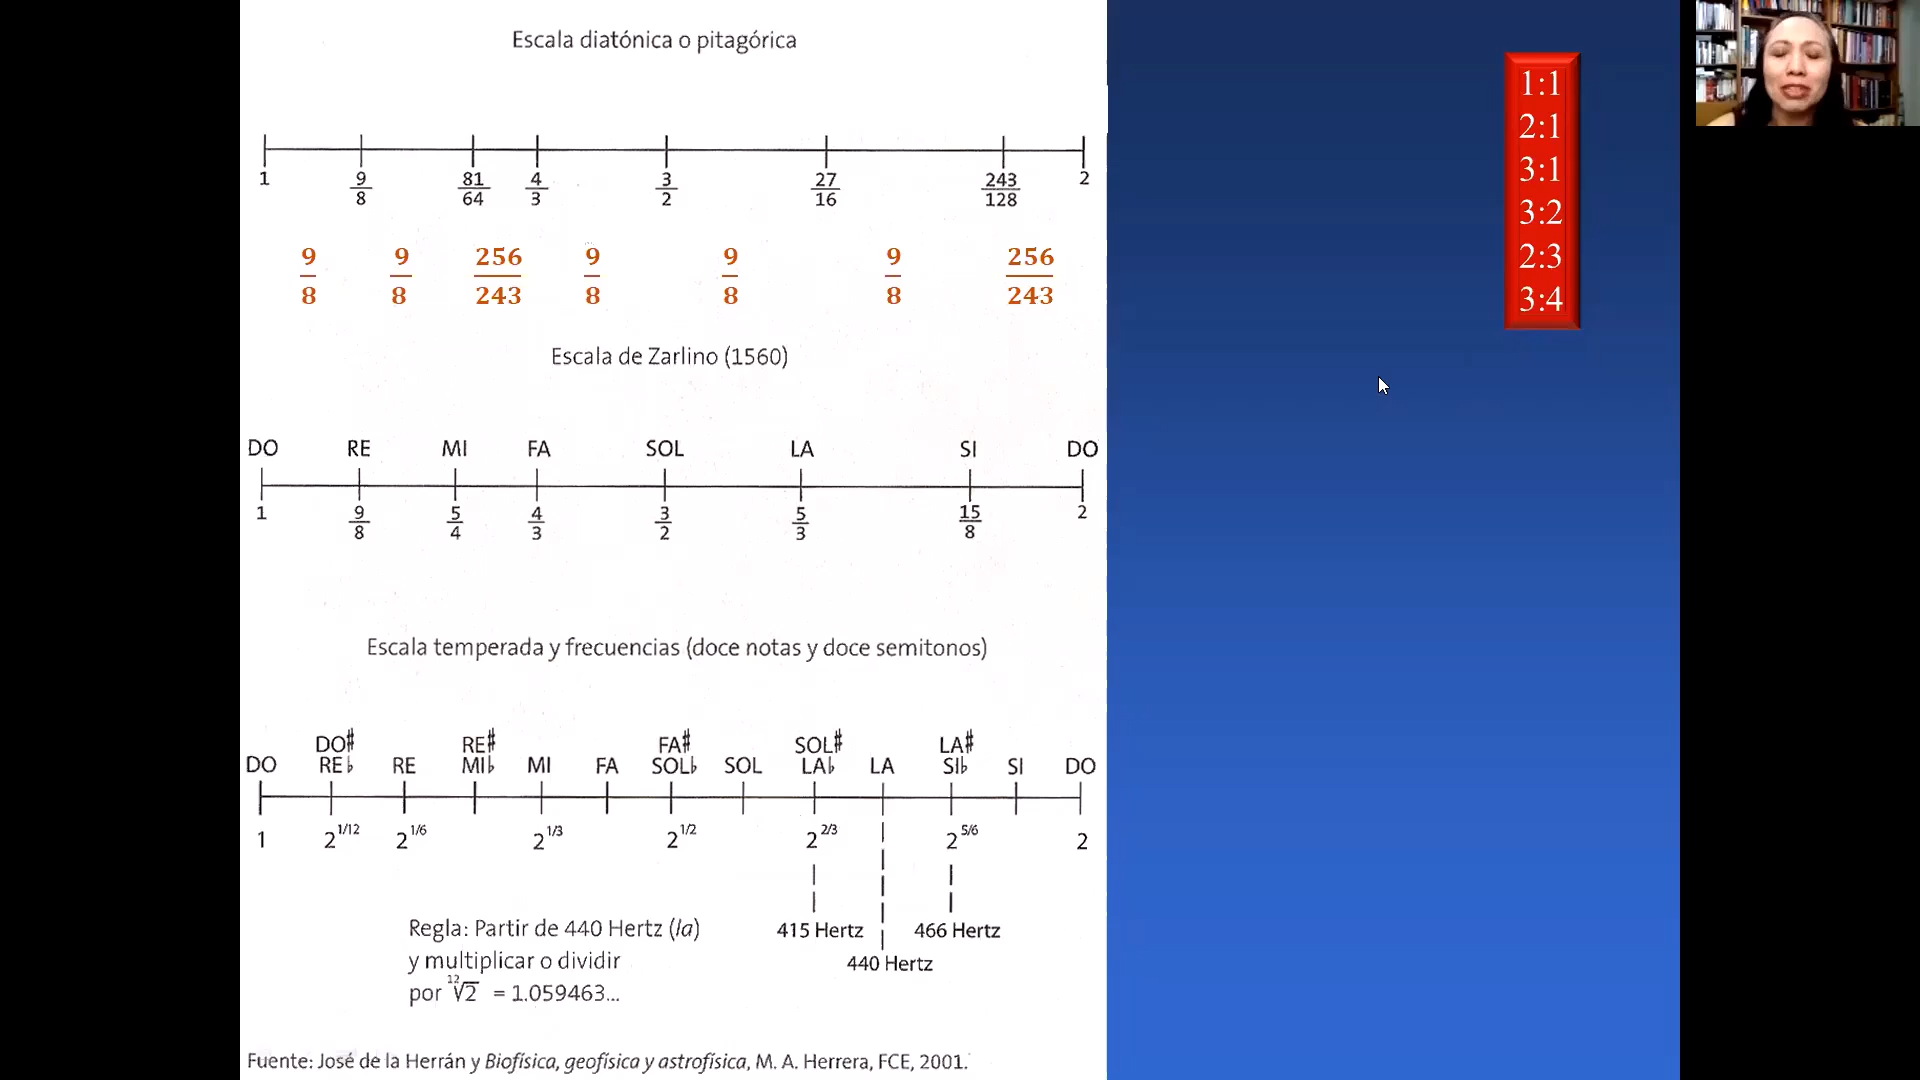 Escala diatónica o pitagórica
1 9/8 81/64 4/3 3/2 27/16 243/128 2
9/8 9/8 256/243 9/8 9/8 9/8 256/243
Escala de Zarlino (1560)
DO RE MI FA SOL LA SI DO
1 9/8 5/4 4/3 3/2 5/3 15/8 2
Escala temperada y frecuencias (doce notas y doce semitonos)
DO♯ RE♯ FA♯ SOL♯ LA♯
DO RE♭ RE MI♭ MI FA SOL♭ SOL LA♭ LA SI♭ SI DO
1 2^1/12 2^1/6 2^1/3 2^1/2 2^2/3 2^5/6 2
Regla: Partir de 440 Hertz (la)
y multiplicar o dividir
por ¹²√2 = 1.059463...
415 Hertz 466 Hertz
440 Hertz
Fuente: José de la Herrán y Biofísica, geofísica y astrofísica, M. A. Herrera, FCE, 2001.
1:1
2:1
3:1
3:2
2:3
3:4